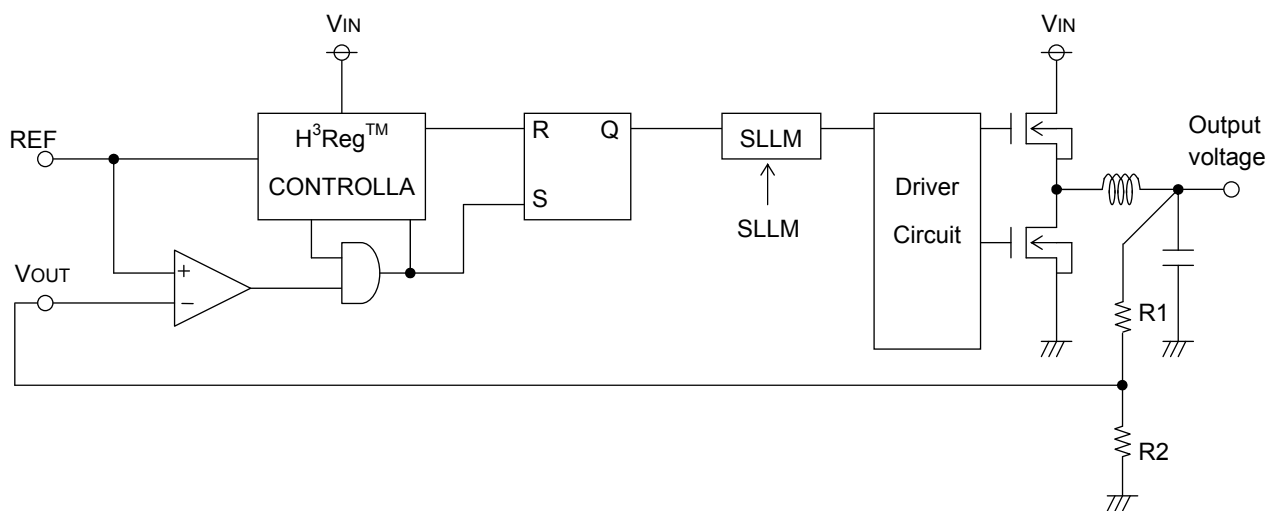 VIN
VIN
REF
H³Reg™
CONTROLLA
R
Q
S
SLLM
SLLM
Driver
Circuit
Output
voltage
+
VOUT
−
R1
R2